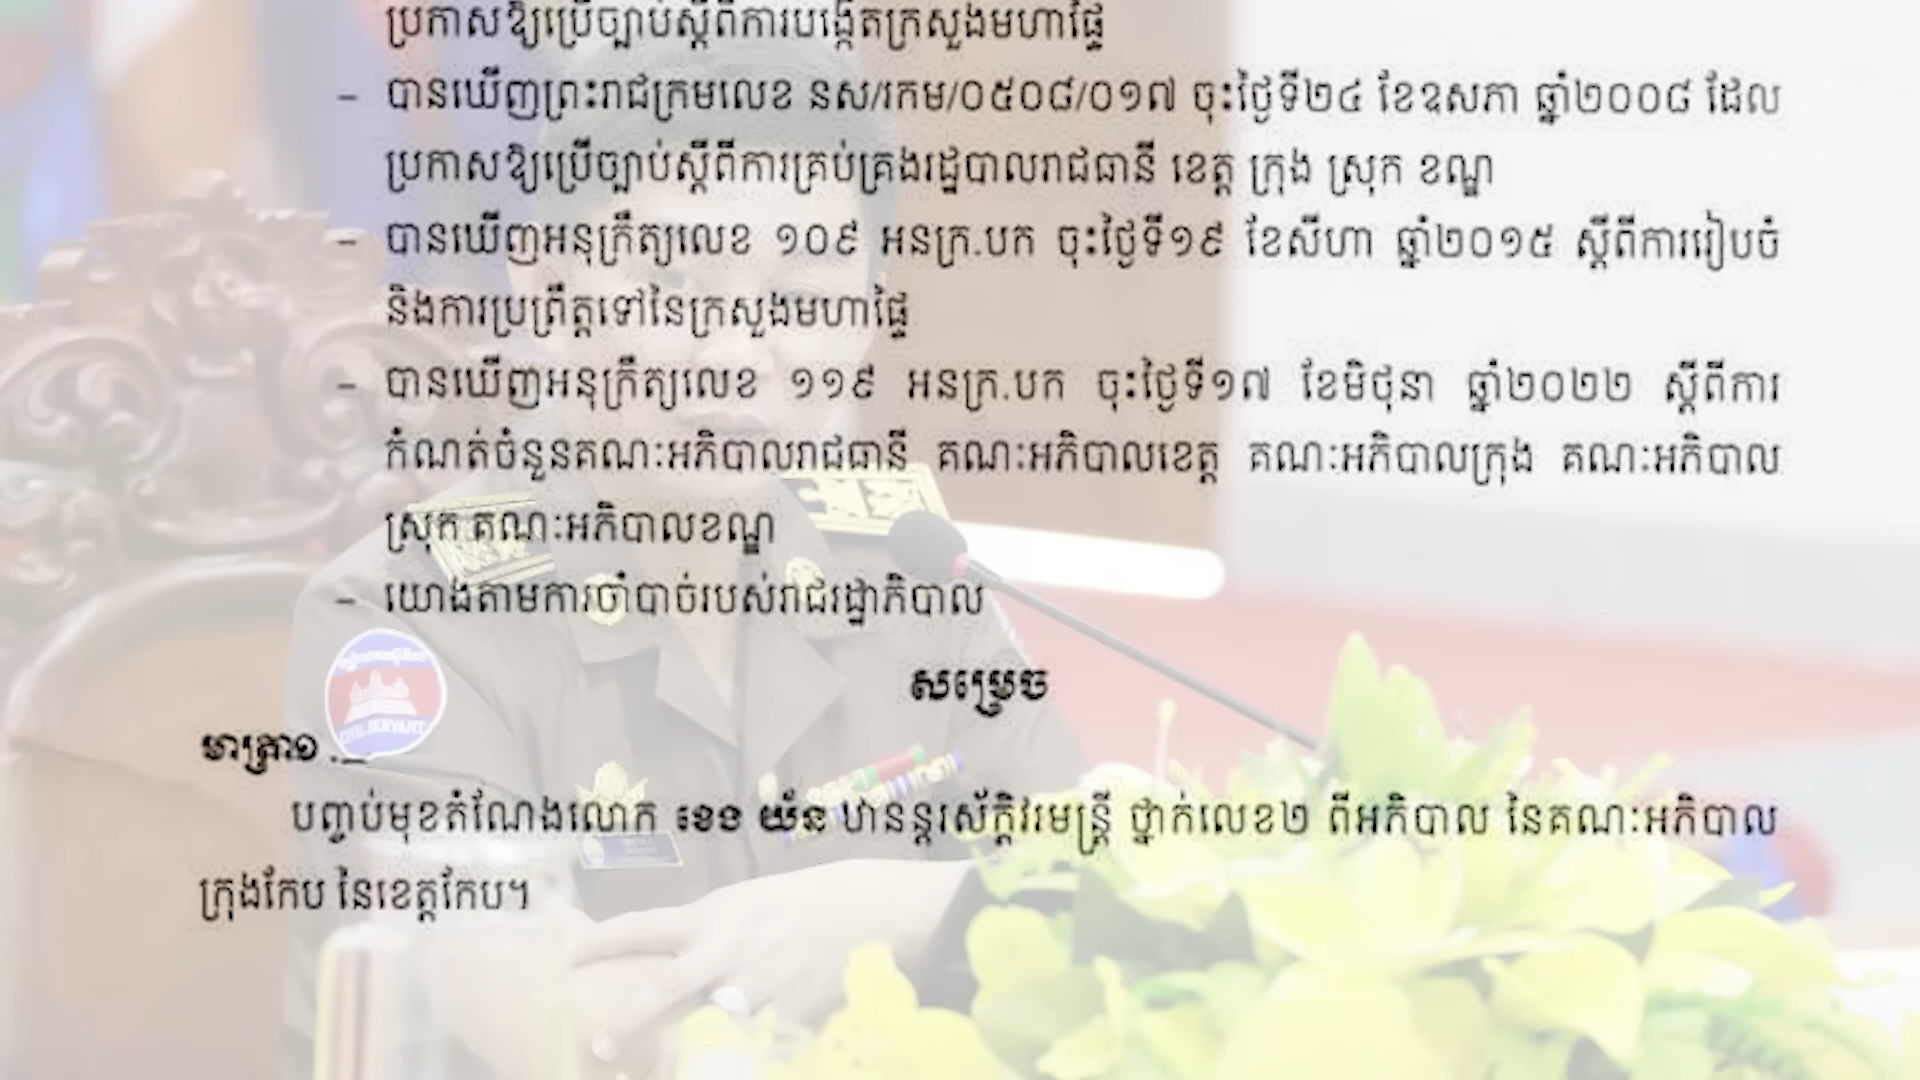 ប្រកាសឱ្យប្រើច្បាប់ស្តីពីការបង្កើតក្រសួងមហាផ្ទៃ
– បានឃើញព្រះរាជក្រមលេខ នស/រកម/០៥០៨/០១៧ ចុះថ្ងៃទី២៤ ខែឧសភា ឆ្នាំ២០០៨ ដែល
ប្រកាសឱ្យប្រើច្បាប់ស្តីពីការគ្រប់គ្រងរដ្ឋបាលរាជធានី ខេត្ត ក្រុង ស្រុក ខណ្ឌ
– បានឃើញអនុក្រឹត្យលេខ ១០៩ អនក្រ.បក ចុះថ្ងៃទី១៩ ខែសីហា ឆ្នាំ២០១៥ ស្តីពីការរៀបចំ
និងការប្រព្រឹត្តទៅនៃក្រសួងមហាផ្ទៃ
– បានឃើញអនុក្រឹត្យលេខ ១១៩ អនក្រ.បក ចុះថ្ងៃទី១៧ ខែមិថុនា ឆ្នាំ២០២២ ស្តីពីការ
កំណត់ចំនួនគណៈអភិបាលរាជធានី គណៈអភិបាលខេត្ត គណៈអភិបាលក្រុង គណៈអភិបាល
ស្រុក គណៈអភិបាលខណ្ឌ
– យោងតាមការចាំបាច់របស់រាជរដ្ឋាភិបាល
សម្រេច
មាត្រា១ ._
CIVIL SERVANT
បញ្ចប់មុខតំណែងលោក ខេង យ័ន ឋានន្តរស័ក្តិវរមន្ត្រី ថ្នាក់លេខ២ ពីអភិបាល នៃគណៈអភិបាល
ក្រុងកែប នៃខេត្តកែប។